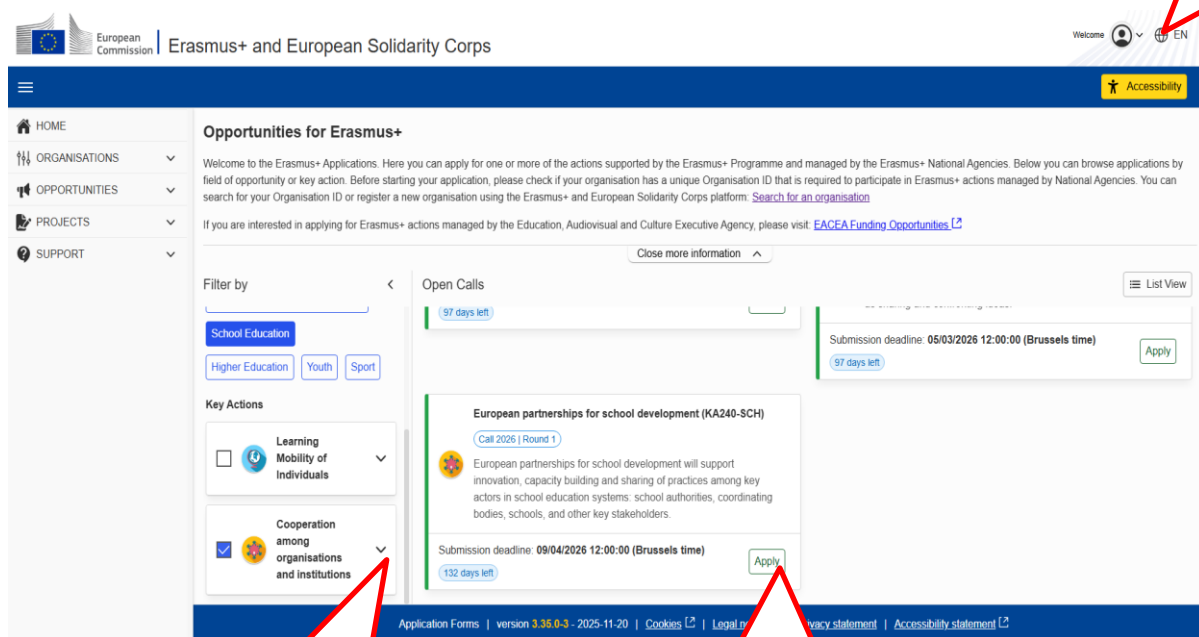 European
Commission
Erasmus+ and European Solidarity Corps
Welcome
EN
Accessibility
HOME
ORGANISATIONS
OPPORTUNITIES
PROJECTS
SUPPORT
Opportunities for Erasmus+
Welcome to the Erasmus+ Applications. Here you can apply for one or more of the actions supported by the Erasmus+ Programme and managed by the Erasmus+ National Agencies. Below you can browse applications by
field of opportunity or key action. Before starting your application, please check if your organisation has a unique Organisation ID that is required to participate in Erasmus+ actions managed by National Agencies. You can
search for your Organisation ID or register a new organisation using the Erasmus+ and European Solidarity Corps platform: Search for an organisation
If you are interested in applying for Erasmus+ actions managed by the Education, Audiovisual and Culture Executive Agency, please visit: EACEA Funding Opportunities
Close more information
Filter by
School Education
Higher Education
Youth
Sport
Key Actions
Learning
Mobility of
Individuals
Cooperation
among
organisations
and institutions
Open Calls
List View
97 days left
Submission deadline: 05/03/2026 12:00:00 (Brussels time)
97 days left
Apply
European partnerships for school development (KA240-SCH)
Call 2026 | Round 1
European partnerships for school development will support
innovation, capacity building and sharing of practices among key
actors in school education systems: school authorities, coordinating
bodies, schools, and other key stakeholders.
Submission deadline: 09/04/2026 12:00:00 (Brussels time)
132 days left
Apply
Application Forms | version 3.35.0-3 - 2025-11-20 | Cookies | Legal statement | Accessibility statement